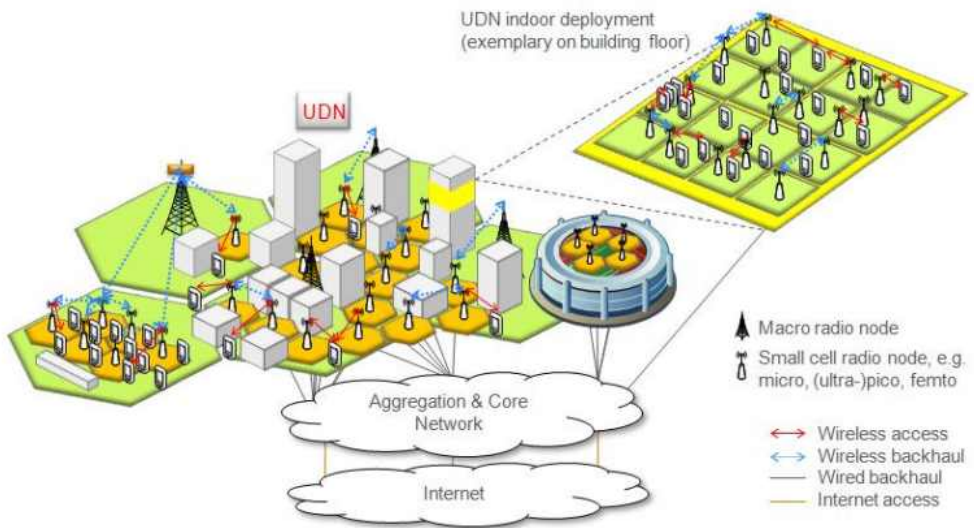 UDN indoor deployment
(exemplary on building floor)
UDN
Macro radio node
Small cell radio node, e.g.
micro, (ultra-)pico, femto
Aggregation & Core
Network
Wireless access
Wireless backhaul
Wired backhaul
Internet access
Internet